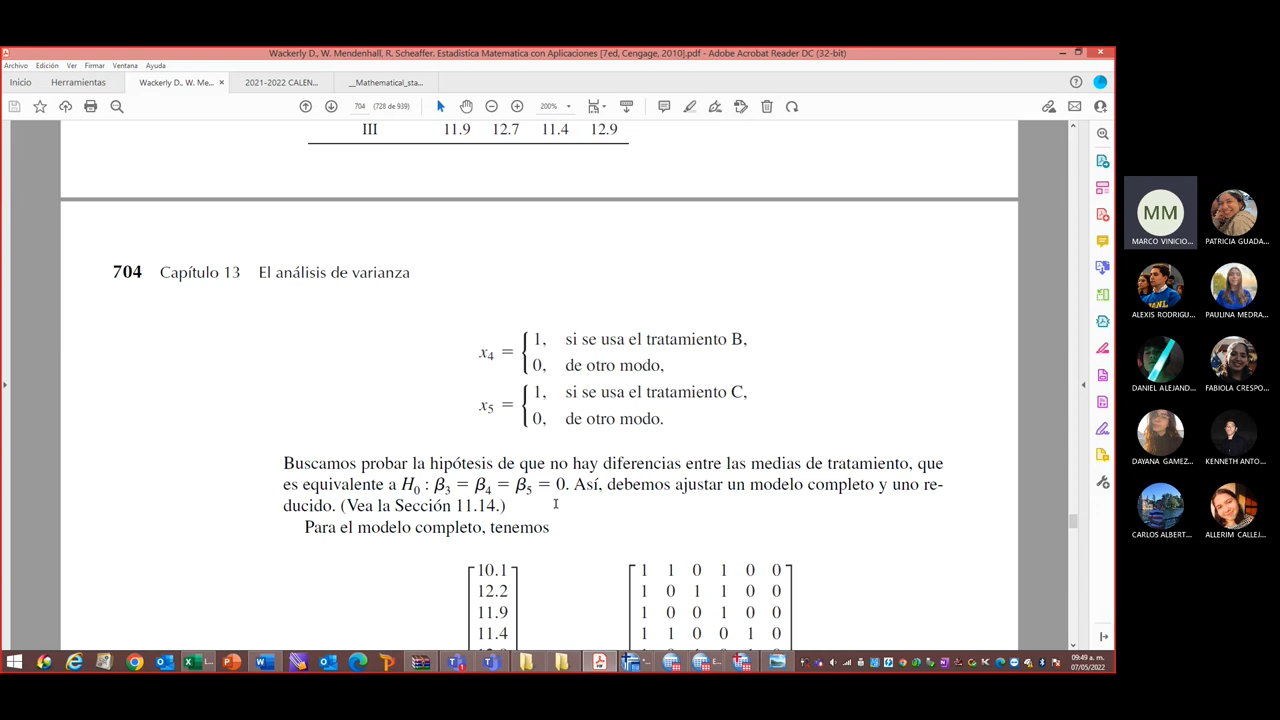 Wackerly D., W. Mendenhall, R. Scheaffer. Estadística Matematica con Aplicaciones [7ed, Cengage, 2010].pdf - Adobe Acrobat Reader DC (32-bit)
Archivo Edición Ver Firmar Ventana Ayuda
Inicio Herramientas Wackerly D., W. Me... × 2021-2022 CALEN... __Mathematical_sta...
704 (728 de 939) 200%
III 11.9 12.7 11.4 12.9
704 Capítulo 13 El análisis de varianza
x4 = { 1, si se usa el tratamiento B,
0, de otro modo,
x5 = { 1, si se usa el tratamiento C,
0, de otro modo.
Buscamos probar la hipótesis de que no hay diferencias entre las medias de tratamiento, que
es equivalente a H0 : β3 = β4 = β5 = 0. Así, debemos ajustar un modelo completo y uno re-
ducido. (Vea la Sección 11.14.)
Para el modelo completo, tenemos
10.1 1 1 0 1 0 0
12.2 1 0 1 1 0 0
11.9 1 0 0 1 0 0
11.4 1 1 0 0 1 0
MM
MARCO VINICIO... PATRICIA GUADA...
ALEXIS RODRIGU... PAULINA MEDRA...
DANIEL ALEJAND... FABIOLA CRESPO...
DAYANA GAMEZ... KENNETH ANTO...
CARLOS ALBERT... ALLERIM CALLEJ...
09:49 a. m.
07/05/2022